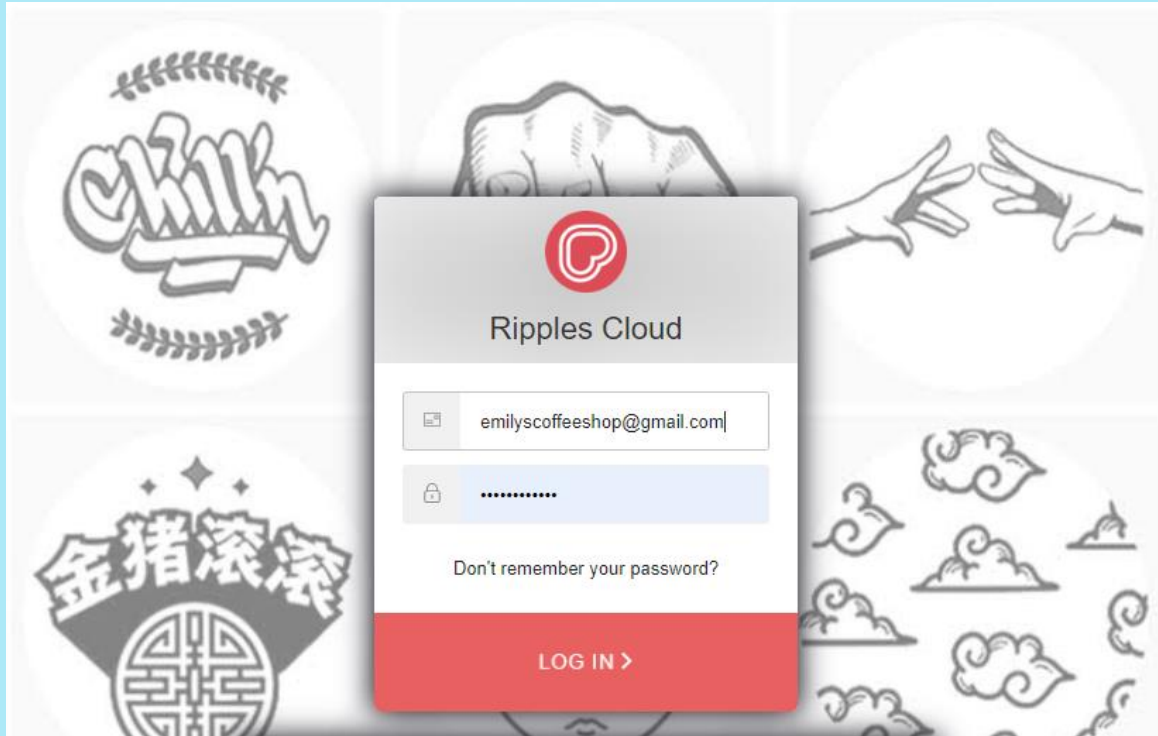 Chill'n
Ripples Cloud
emilyscoffeeshop@gmail.com
••••••••••••
Don't remember your password?
金猪滚滚
LOG IN